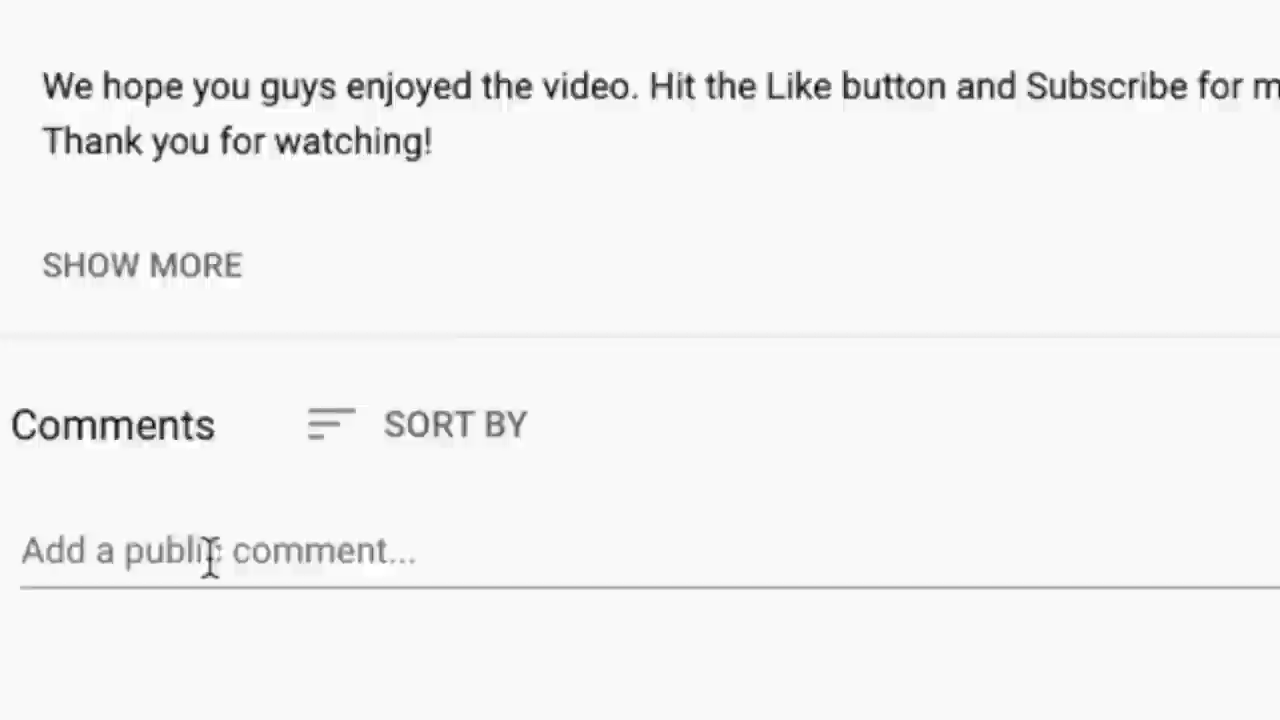 We hope you guys enjoyed the video. Hit the Like button and Subscribe for
Thank you for watching!
SHOW MORE
Comments
SORT BY
Add a public comment...